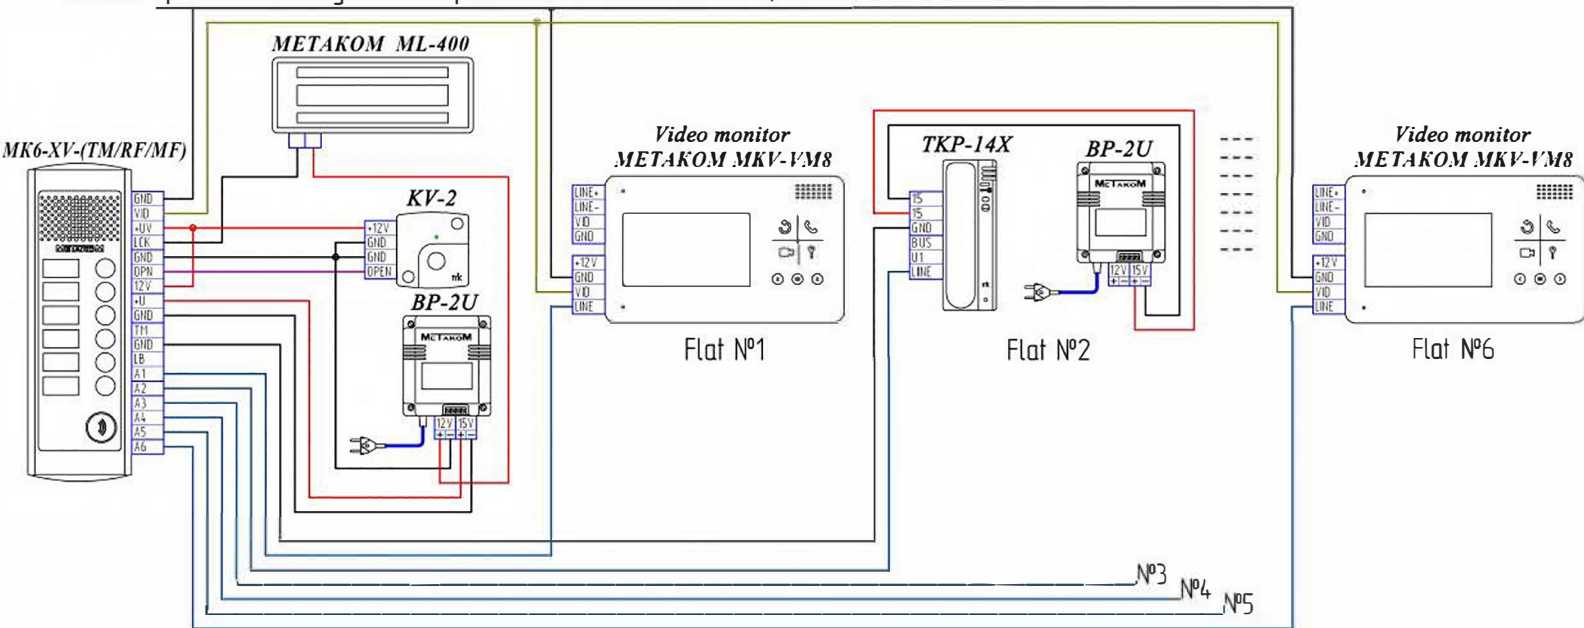 METAKOM ML-400
MK6-XV-(TM/RF/MF)
GND
VID
+UV
LCK
GND
OPN
12V
+U
GND
TM
GND
LB
A1
A2
A3
A4
A5
A6
METAKOM
KV-2
+12V
GND
GND
OPEN
BP-2U
METAKOM
12V 15V
+ - + -
Video monitor
METAKOM MKV-VM8
LINE+
LINE-
VID
GND
+12V
GND
VID
LINE
Flat №1
TKP-14X
15
15
GND
BUS
U1
LINE
BP-2U
METAKOM
12V 15V
+ - + -
Flat №2
Video monitor
METAKOM MKV-VM8
LINE+
LINE-
VID
GND
+12V
GND
VID
LINE
Flat №6
№3
№4
№5